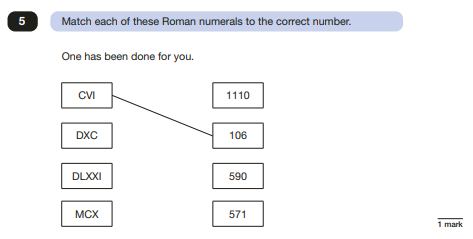 5 Match each of these Roman numerals to the correct number.
One has been done for you.
CVI 1110
DXC 106
DLXXI 590
MCX 571
1 mark